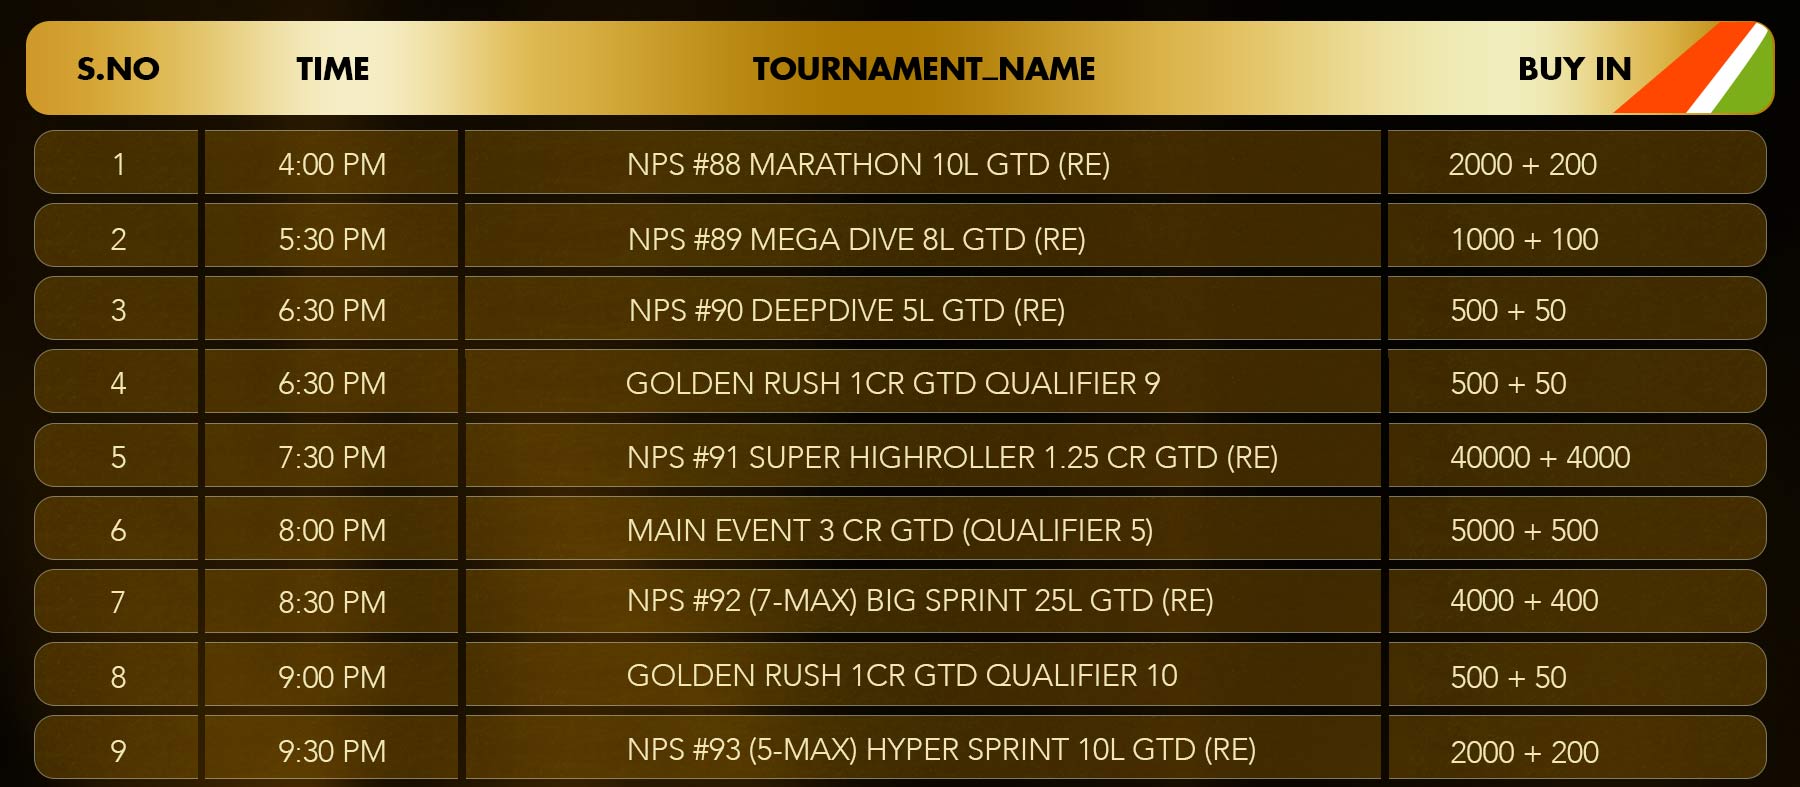 S.NO TIME TOURNAMENT_NAME BUY IN
1 4:00 PM NPS #88 MARATHON 10L GTD (RE) 2000 + 200
2 5:30 PM NPS #89 MEGA DIVE 8L GTD (RE) 1000 + 100
3 6:30 PM NPS #90 DEEPDIVE 5L GTD (RE) 500 + 50
4 6:30 PM GOLDEN RUSH 1CR GTD QUALIFIER 9 500 + 50
5 7:30 PM NPS #91 SUPER HIGHROLLER 1.25 CR GTD (RE) 40000 + 4000
6 8:00 PM MAIN EVENT 3 CR GTD (QUALIFIER 5) 5000 + 500
7 8:30 PM NPS #92 (7-MAX) BIG SPRINT 25L GTD (RE) 4000 + 400
8 9:00 PM GOLDEN RUSH 1CR GTD QUALIFIER 10 500 + 50
9 9:30 PM NPS #93 (5-MAX) HYPER SPRINT 10L GTD (RE) 2000 + 200